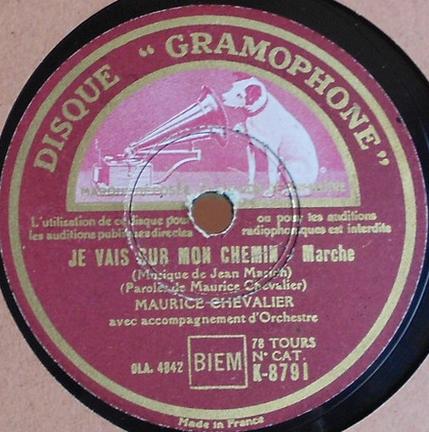 DISQUE "GRAMOPHONE"
L'utilisation de ce disque pour ou pour les auditions
les auditions publiques directes radiophoniques est interdite
JE VAIS SUR MON CHEMIN - Marche
(Musique de Jean
(Paroles de Maurice Chevalier)
MAURICE CHEVALIER
avec accompagnement d'Orchestre
78 TOURS
OLA. 4842 BIEM N° CAT.
K-8791
Made in France